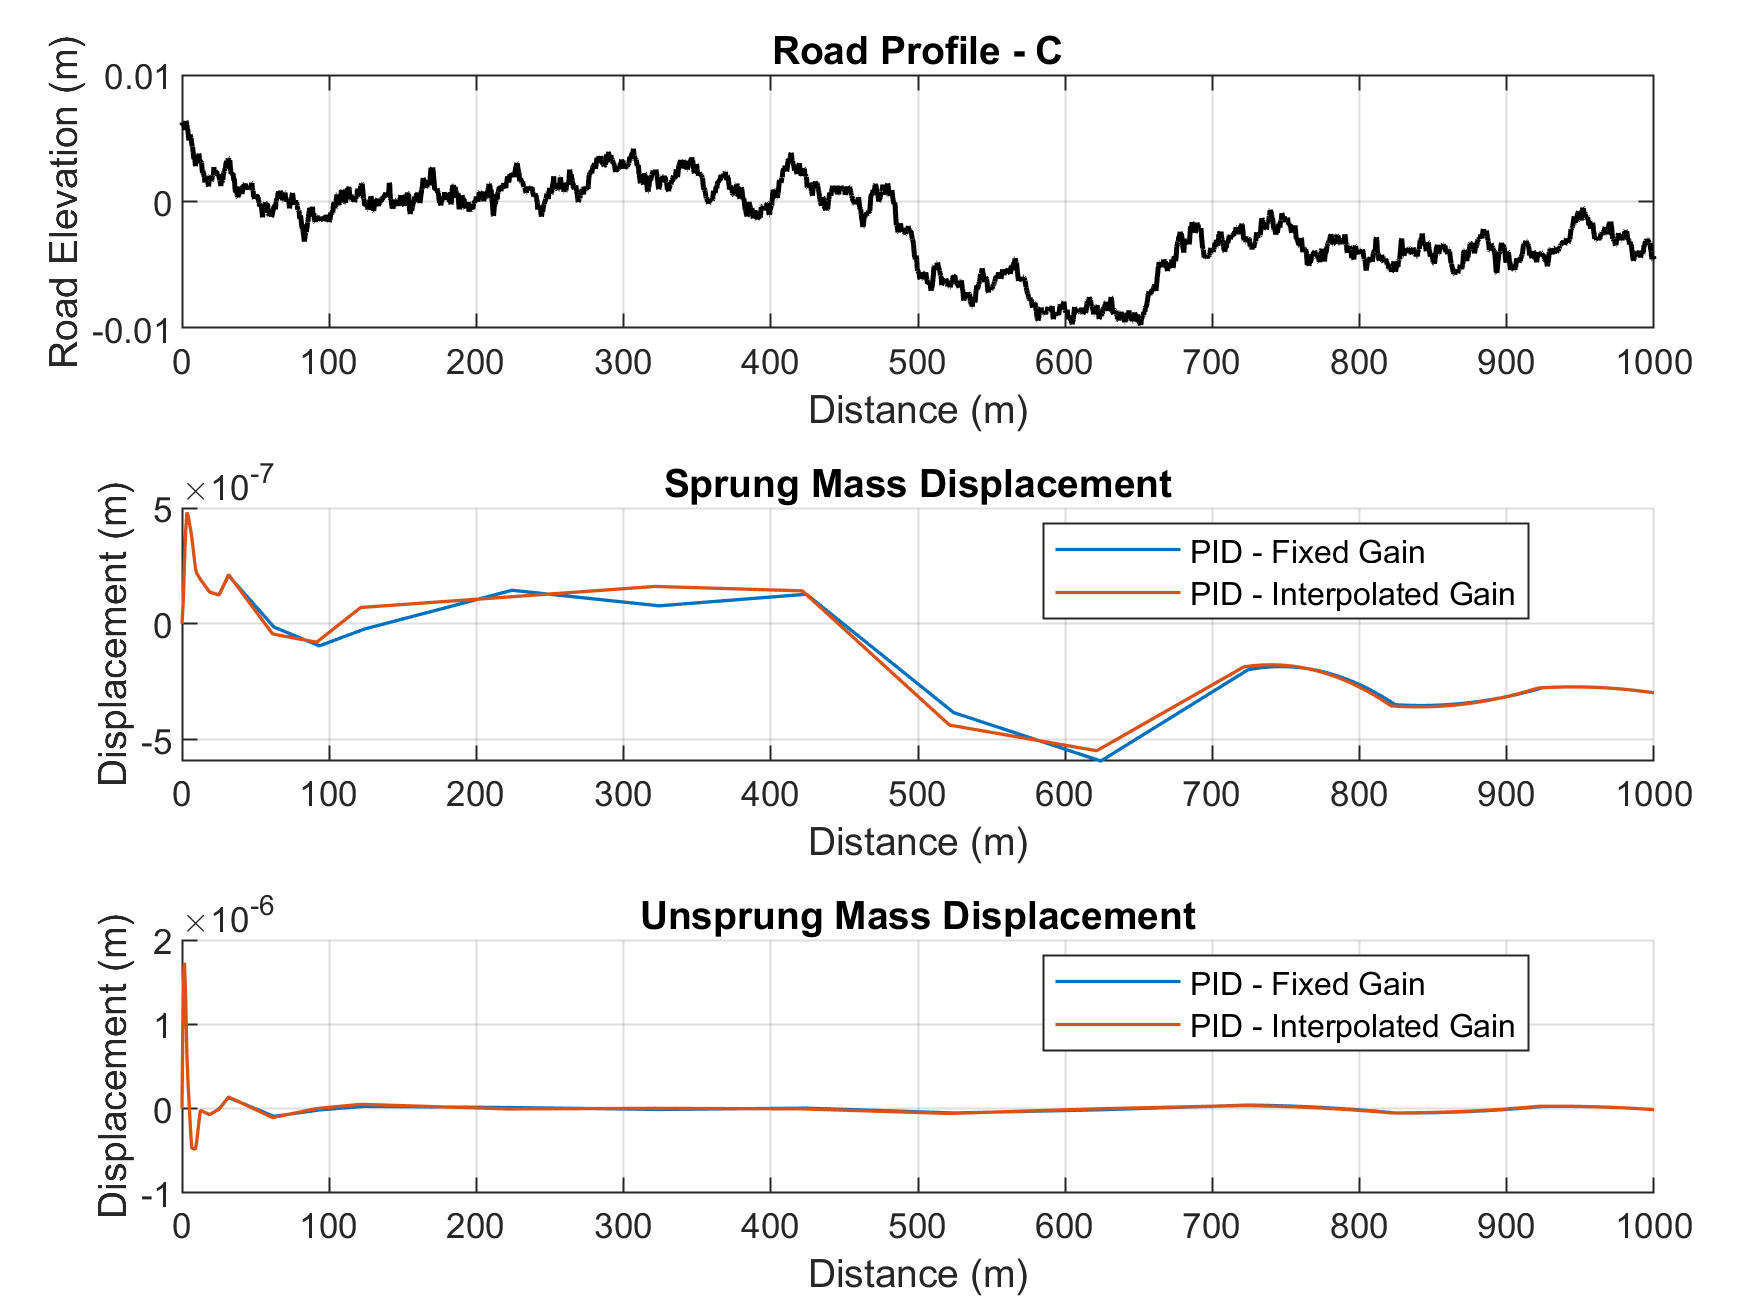 Road Profile - C
Road Elevation (m)
0.01
0
-0.01
0 100 200 300 400 500 600 700 800 900 1000
Distance (m)
Sprung Mass Displacement
×10^-7
Displacement (m)
5
0
-5
PID - Fixed Gain
PID - Interpolated Gain
0 100 200 300 400 500 600 700 800 900 1000
Distance (m)
Unsprung Mass Displacement
×10^-6
Displacement (m)
2
1
0
-1
PID - Fixed Gain
PID - Interpolated Gain
0 100 200 300 400 500 600 700 800 900 1000
Distance (m)